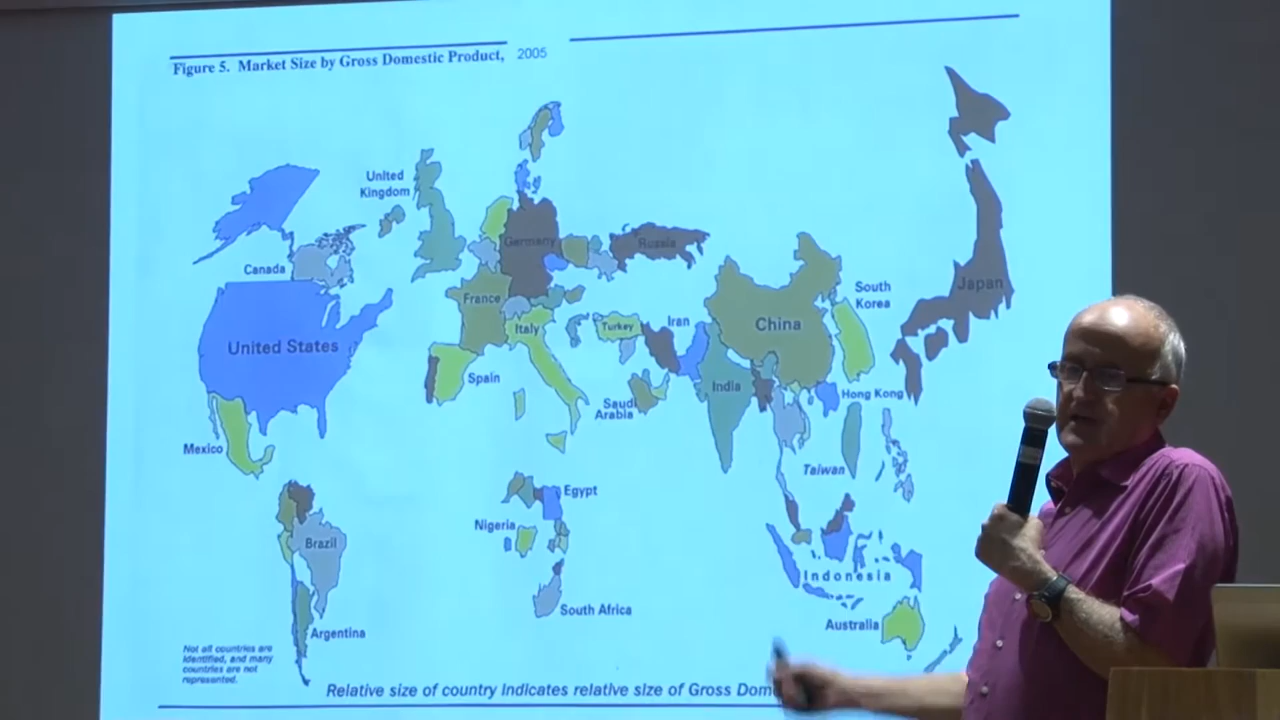 Figure 5. Market Size by Gross Domestic Product, 2005
United
Kingdom
Canada
Germany
Russia
France
South
Korea
Japan
United States
Italy
Turkey
Iran
China
Spain
India
Hong Kong
Saudi
Arabia
Mexico
Taiwan
Egypt
Nigeria
Brazil
Indonesia
South Africa
Australia
Argentina
Not all countries are
identified, and many
countries are not
represented.
Relative size of country indicates relative size of Gross